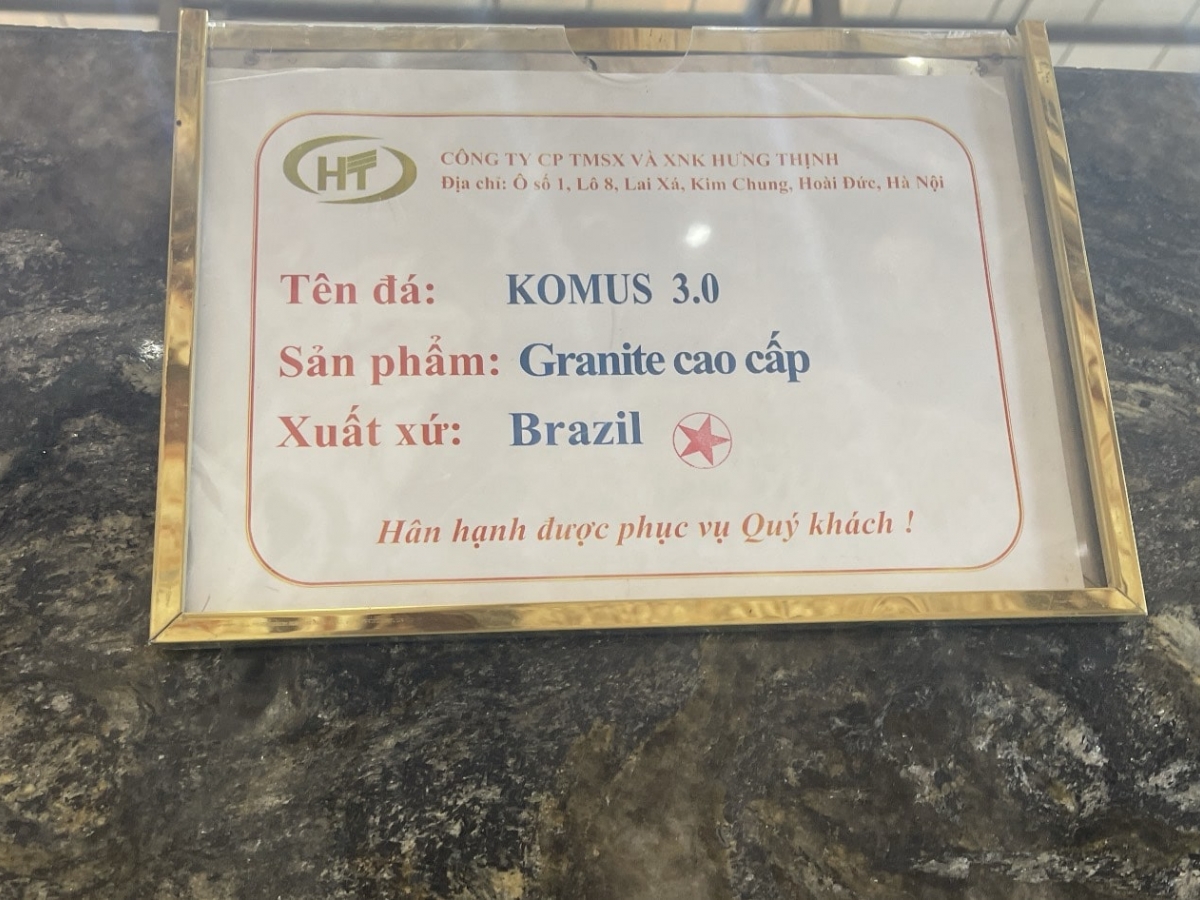 HT
CÔNG TY CP TMSX VÀ XNK HƯNG THỊNH
Địa chỉ: Ô số 1, Lô 8, Lai Xá, Kim Chung, Hoài Đức, Hà Nội
Tên đá: KOMUS 3.0
Sản phẩm: Granite cao cấp
Xuất xứ: Brazil
Hân hạnh được phục vụ Quý khách !